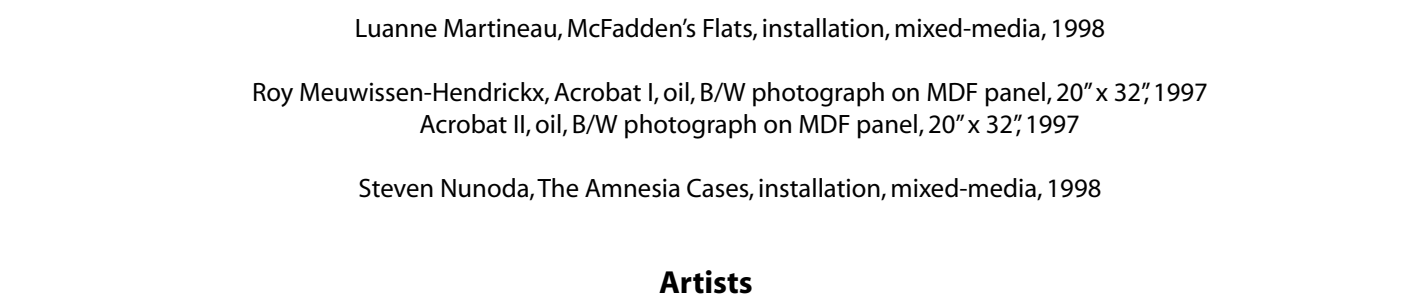 Luanne Martineau, McFadden’s Flats, installation, mixed-media, 1998
Roy Meuwissen-Hendrickx, Acrobat I, oil, B/W photograph on MDF panel, 20” x 32”, 1997
Acrobat II, oil, B/W photograph on MDF panel, 20” x 32”, 1997
Steven Nunoda, The Amnesia Cases, installation, mixed-media, 1998
Artists